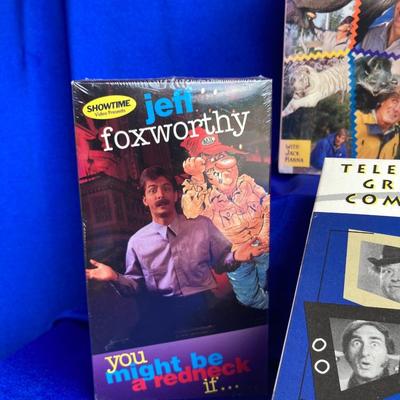 SHOWTIME
Video Presents
jeff
foxworthy
you
might be
a redneck
if...
WITH
JACK
HANNA
TELE
GR
COM